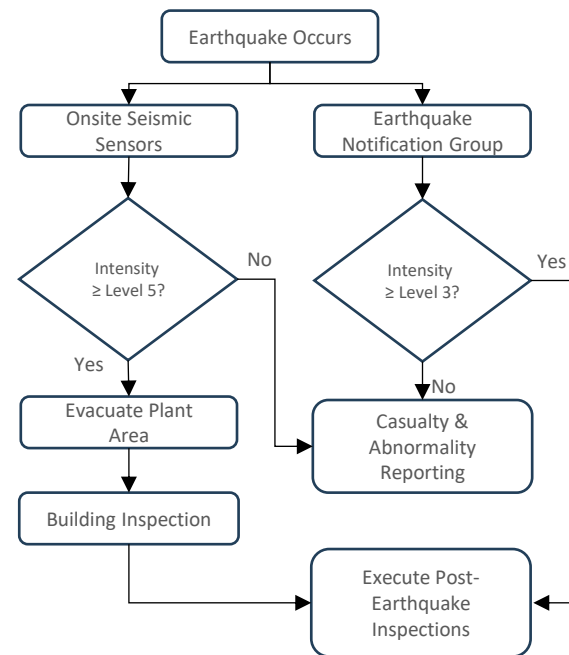 Earthquake Occurs
Onsite Seismic
Sensors
Earthquake
Notification Group
Intensity
≥ Level 5?
No
Intensity
≥ Level 3?
Yes
Yes
No
Evacuate Plant
Area
Casualty &
Abnormality
Reporting
Building Inspection
Execute Post-
Earthquake
Inspections